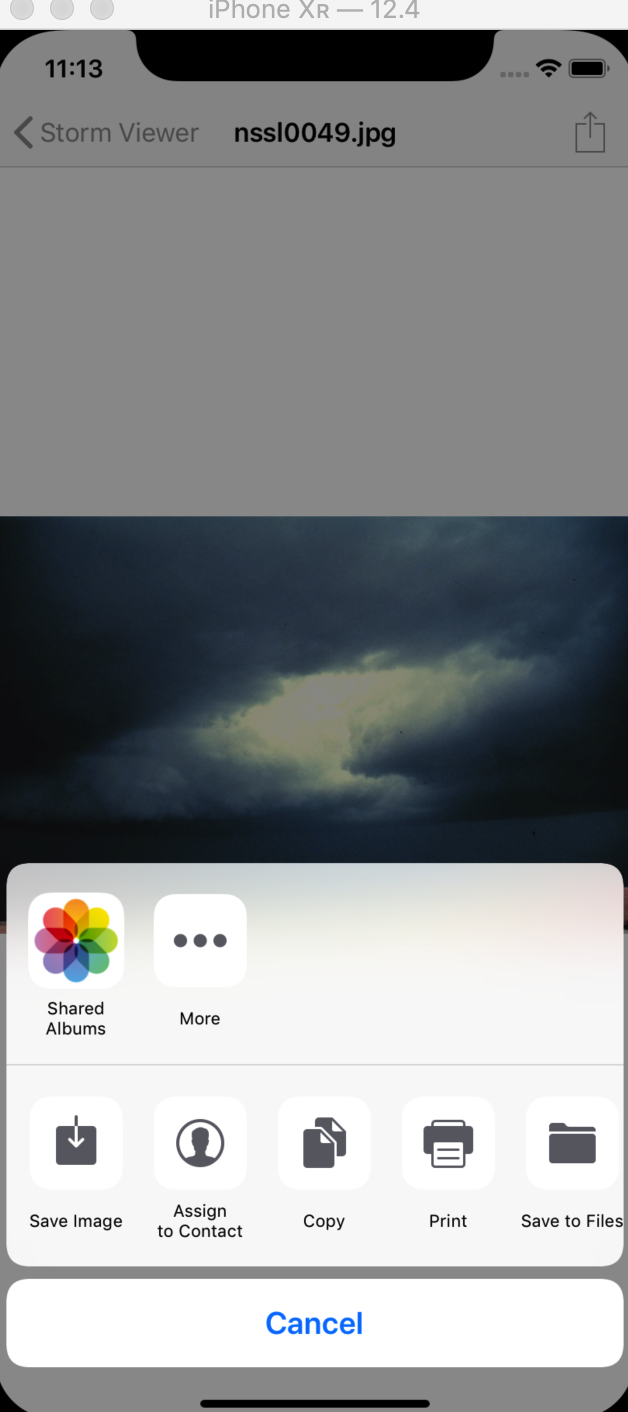 iPhone Xʀ — 12.4
11:13
Storm Viewer
nssl0049.jpg
Shared
Albums
More
Save Image
Assign
to Contact
Copy
Print
Save to Files
Cancel